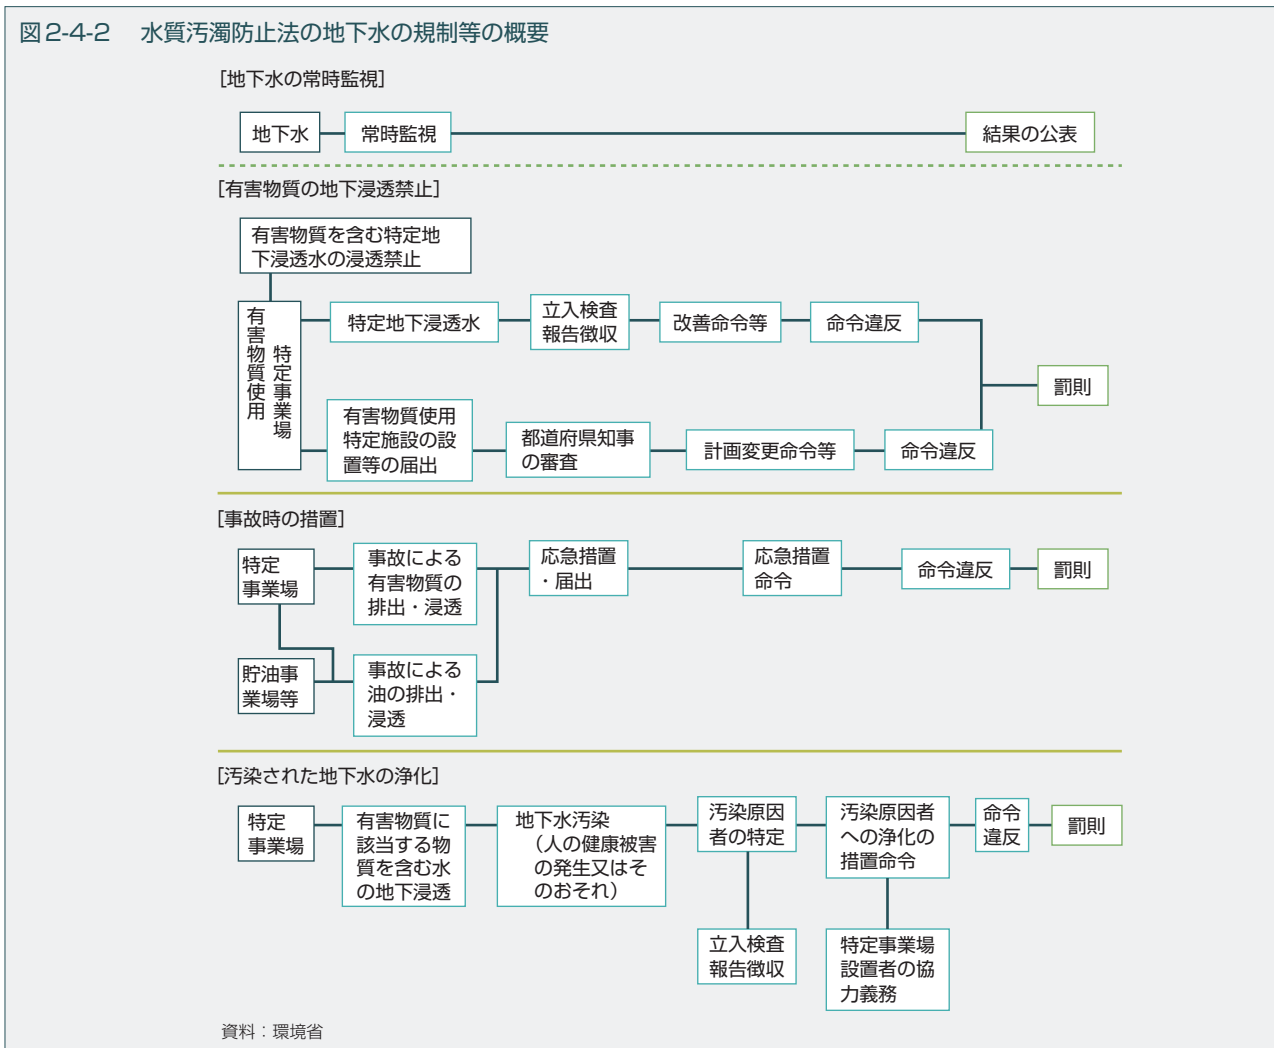 図2-4-2　水質汚濁防止法の地下水の規制等の概要
［地下水の常時監視］
地下水
常時監視
結果の公表
［有害物質の地下浸透禁止］
有害物質を含む特定地
下浸透水の浸透禁止
有害物質使用
特定事業場
特定地下浸透水
立入検査
報告徴収
改善命令等
命令違反
罰則
有害物質使用
特定施設の設
置等の届出
都道府県知事
の審査
計画変更命令等
命令違反
［事故時の措置］
特定
事業場
事故による
有害物質の
排出・浸透
応急措置
・届出
応急措置
命令
命令違反
罰則
貯油事
業場等
事故による
油の排出・
浸透
［汚染された地下水の浄化］
特定
事業場
有害物質に
該当する物
質を含む水
の地下浸透
地下水汚染
（人の健康被害
の発生又はそ
のおそれ）
汚染原因
者の特定
汚染原因者
への浄化の
措置命令
命令
違反
罰則
立入検査
報告徴収
特定事業場
設置者の協
力義務
資料：環境省